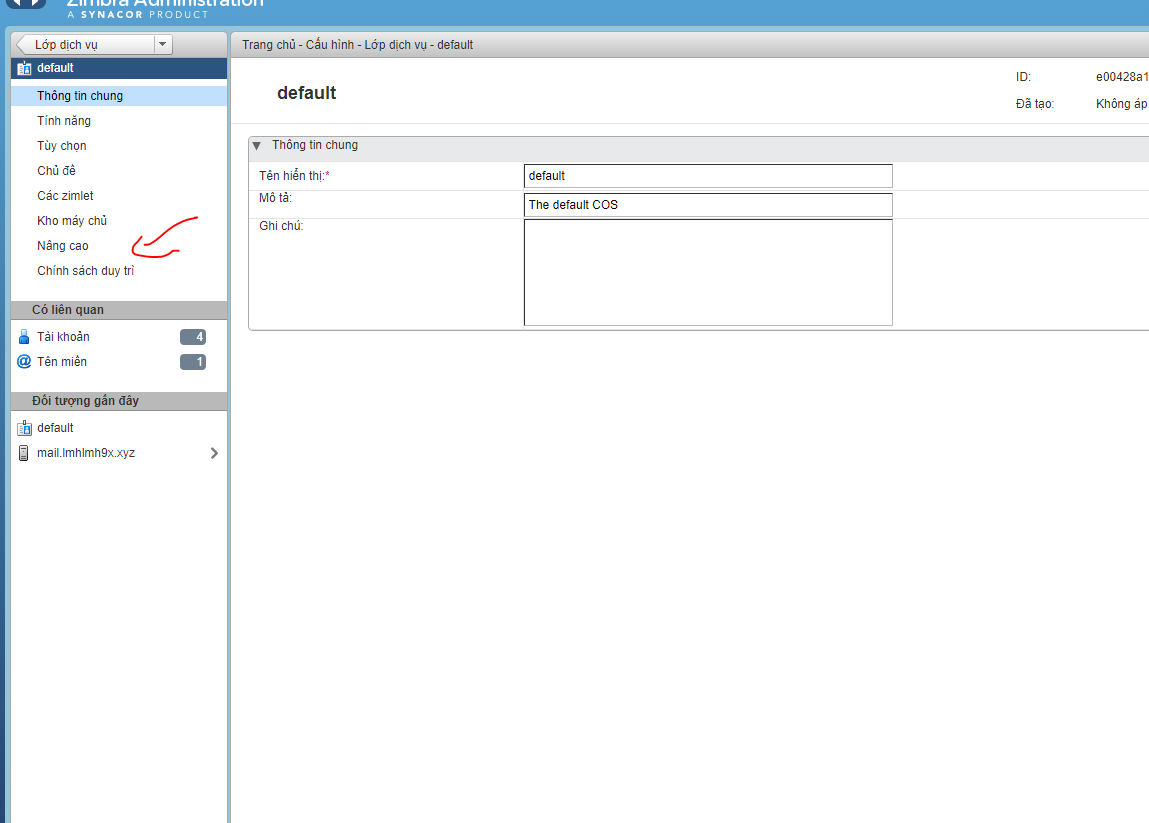 Zimbra Administration
A SYNACOR PRODUCT
Lớp dịch vụ
Trang chủ - Cấu hình - Lớp dịch vụ - default
default
Thông tin chung
Tính năng
Tùy chọn
Chủ đề
Các zimlet
Kho máy chủ
Nâng cao
Chính sách duy trì
Có liên quan
Tài khoản 4
Tên miền 1
Đối tượng gần đây
default
mail.lmhlmh9x.xyz
default
ID: e00428a1
Đã tạo: Không áp
Thông tin chung
Tên hiển thị:* default
Mô tả: The default COS
Ghi chú: